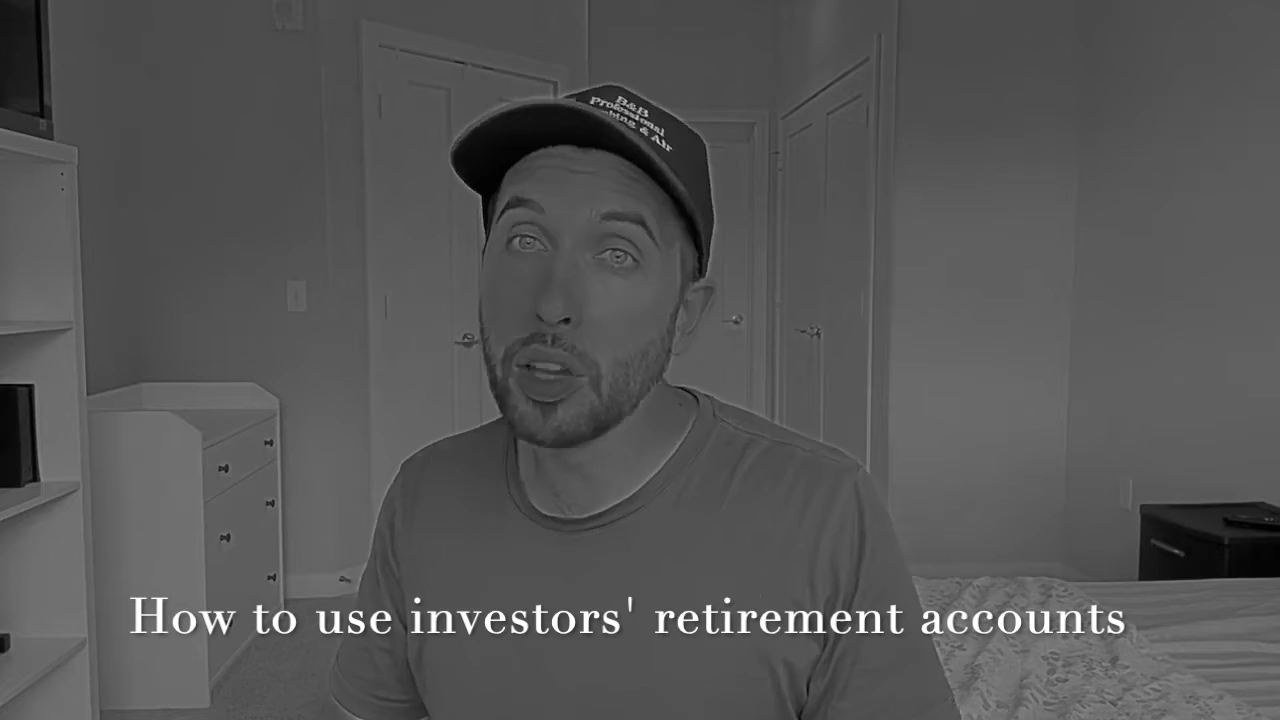 B&B
Professional
& Air
How to use investors' retirement accounts